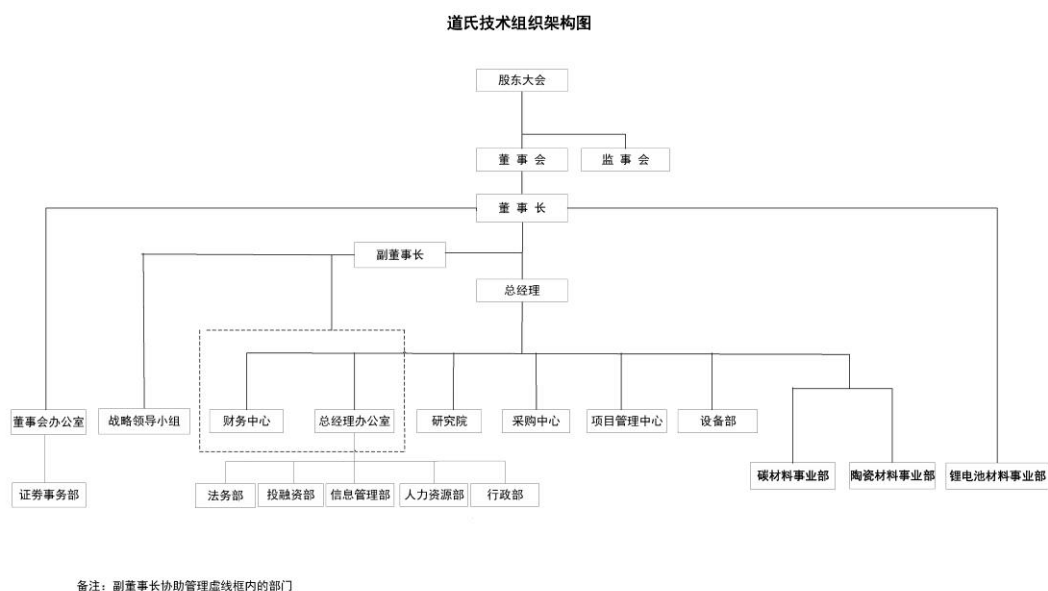 道氏技术组织架构图
股东大会
董 事 会
监 事 会
董 事 长
副董事长
总经理
董事会办公室
战略领导小组
财务中心
总经理办公室
研究院
采购中心
项目管理中心
设备部
碳材料事业部
陶瓷材料事业部
锂电池材料事业部
证劵事务部
法务部
投融资部
信息管理部
人力资源部
行政部
备注：副董事长协助管理虚线框内的部门